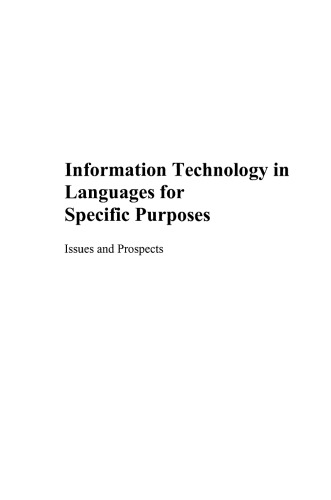 Information Technology in
Languages for
Specific Purposes
Issues and Prospects